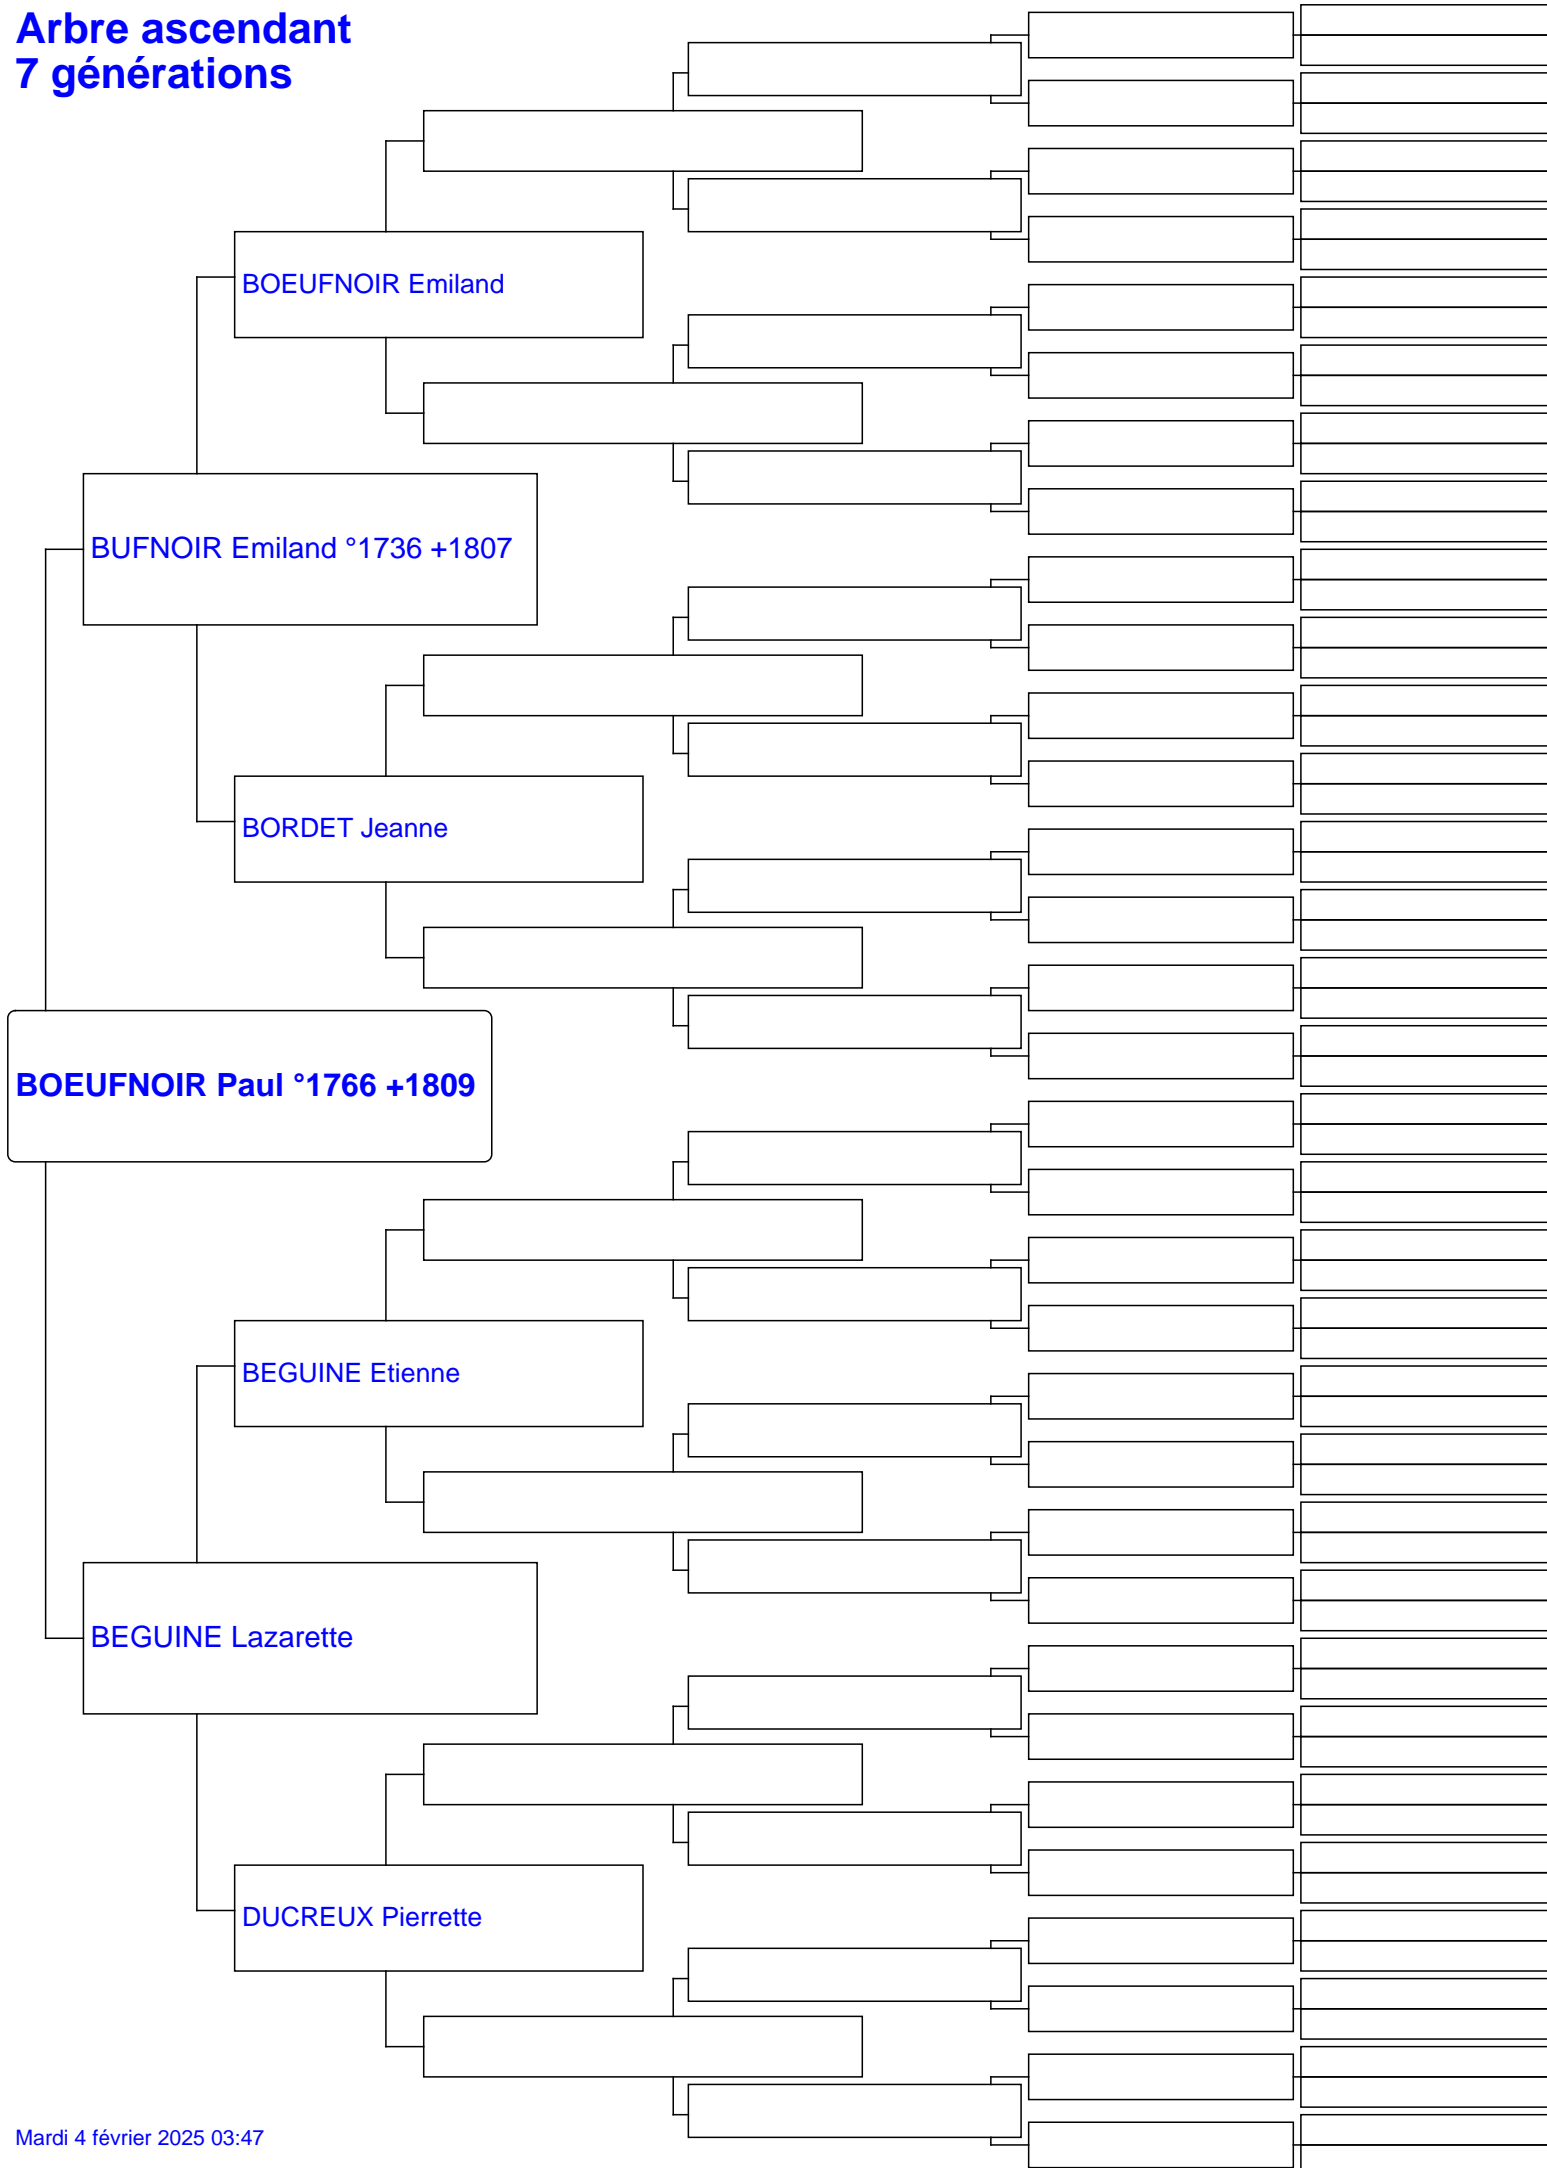 Arbre ascendant
7 générations
BOEUFNOIR Emiland
BUFNOIR Emiland °1736 +1807
BORDET Jeanne
BOEUFNOIR Paul °1766 +1809
BEGUINE Etienne
BEGUINE Lazarette
DUCREUX Pierrette
Mardi 4 février 2025 03:47